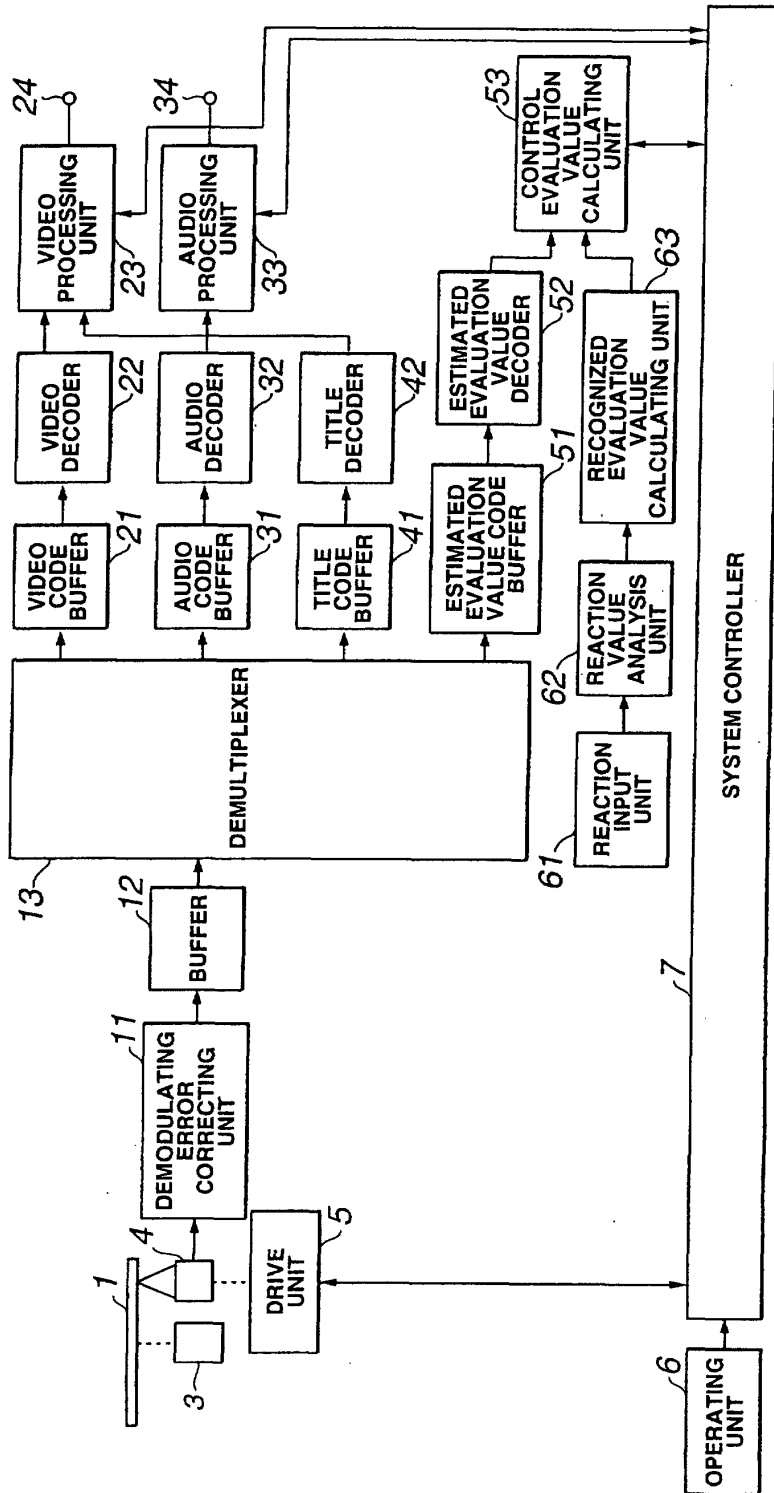 1
3
4
DRIVE
UNIT
5
DEMODULATING
ERROR
CORRECTING
UNIT
11
BUFFER
12
DEMULTIPLEXER
13
VIDEO
CODE
BUFFER
21
VIDEO
DECODER
22
VIDEO
PROCESSING
UNIT
23
24
AUDIO
CODE
BUFFER
31
AUDIO
DECODER
32
AUDIO
PROCESSING
UNIT
33
34
TITLE
CODE
BUFFER
41
TITLE
DECODER
42
ESTIMATED
EVALUATION
VALUE CODE
BUFFER
51
ESTIMATED
EVALUATION
VALUE
DECODER
52
CONTROL
EVALUATION
VALUE
CALCULATING
UNIT
53
REACTION
INPUT
UNIT
61
REACTION
VALUE
ANALYSIS
UNIT
62
RECOGNIZED
EVALUATION
VALUE
CALCULATING UNIT
63
OPERATING
UNIT
6
SYSTEM CONTROLLER
7